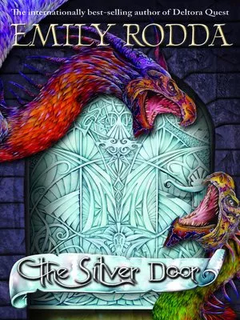 The internationally best-selling author of Deltora Quest
EMILY RODDA
The Silver Door